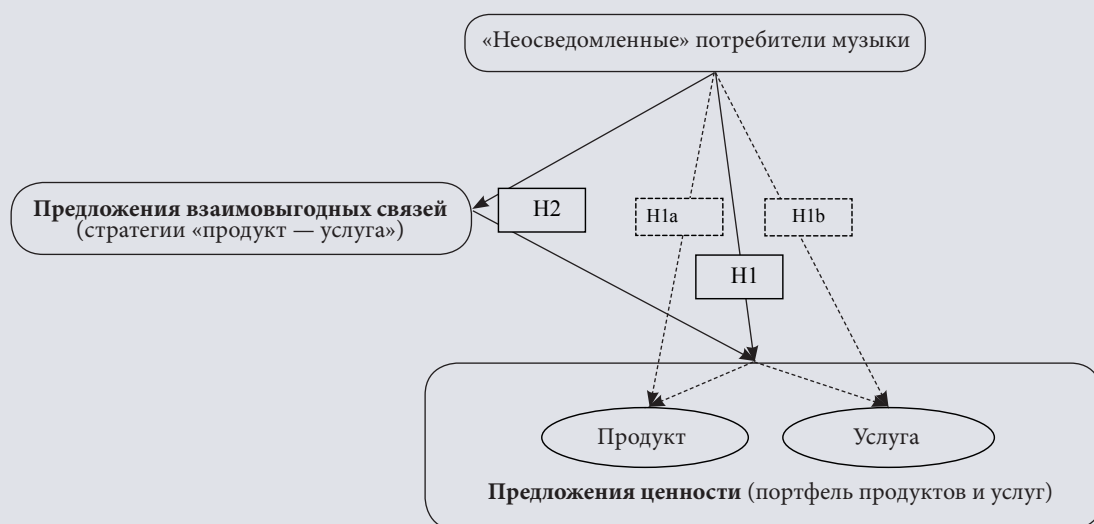 «Неосведомленные» потребители музыки
Предложения взаимовыгодных связей
(стратегии «продукт — услуга»)
H2
H1a
H1b
H1
Продукт
Услуга
Предложения ценности (портфель продуктов и услуг)